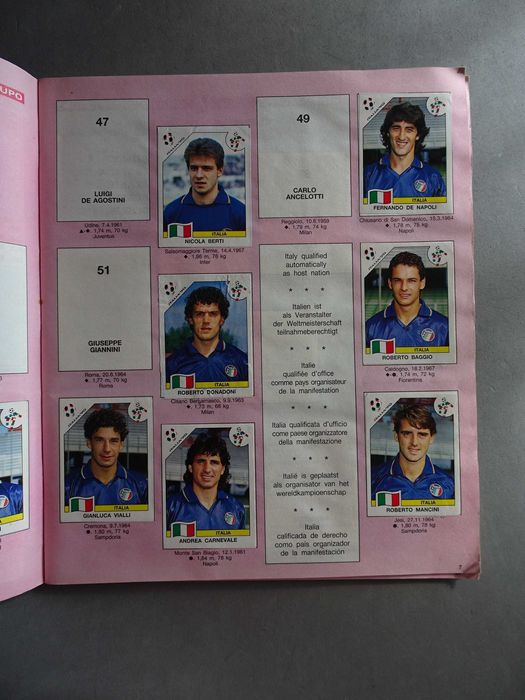 UPO
47
LUIGI
DE AGOSTINI
Udine, 7.4.1961
1,74 m, 70 kg
Juventus
ITALIA
NICOLA BERTI
Salsomaggiore Terme, 14.4.1967
1,86 m, 76 kg
Inter
49
CARLO
ANCELOTTI
Reggiolo, 10.6.1959
1,79 m, 74 kg
Milan
ITALIA
FERNANDO DE NAPOLI
Chiusano di San Domenico, 15.3.1964
1,78 m, 75 kg
Napoli
51
GIUSEPPE
GIANNINI
Roma, 20.8.1964
1,77 m, 70 kg
Roma
ITALIA
ROBERTO DONADONI
Cisano Bergamasco, 9.9.1963
1,73 m, 66 kg
Milan
Italy qualified
automatically
as host nation
* * *
Italien ist
als Veranstalter
der Weltmeisterschaft
teilnahmeberechtigt
* * *
Italie
qualifiée d'office
comme pays organisateur
de la manifestation
* * *
Italia qualificata d'ufficio
come paese organizzatore
della manifestazione
* * *
Italië is geplaatst
als organisator van het
wereldkampioenschap
* * *
Italia
calificada de derecho
como país organizador
de la manifestación
ITALIA
ROBERTO BAGGIO
Caldogno, 18.2.1967
1,74 m, 72 kg
Fiorentina
ITALIA
GIANLUCA VIALLI
Cremona, 9.7.1964
1,80 m, 77 kg
Sampdoria
ITALIA
ANDREA CARNEVALE
Monte San Biagio, 12.1.1961
1,84 m, 78 kg
Napoli
ITALIA
ROBERTO MANCINI
Jesi, 27.11.1964
1,80 m, 78 kg
Sampdoria
7